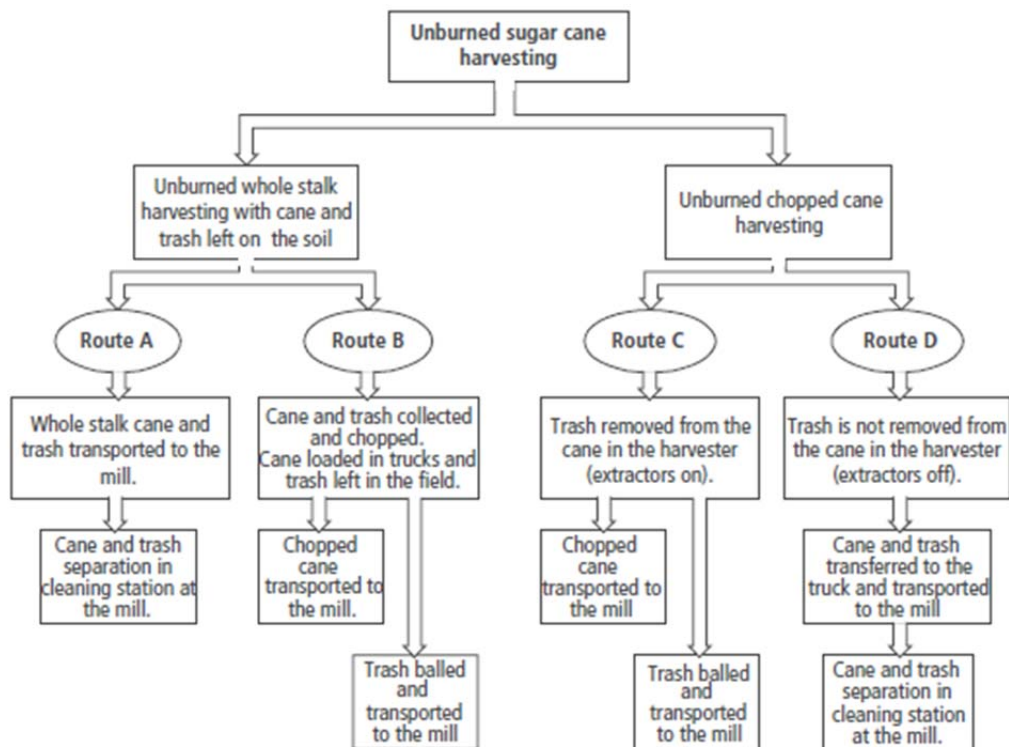 Unburned sugar cane
harvesting
Unburned whole stalk
harvesting with cane and
trash left on the soil
Unburned chopped cane
harvesting
Route A
Route B
Route C
Route D
Whole stalk cane and
trash transported to the
mill.
Cane and trash collected
and chopped.
Cane loaded in trucks and
trash left in the field.
Trash removed from the
cane in the harvester
(extractors on).
Trash is not removed from
the cane in the harvester
(extractors off).
Cane and trash
separation in
cleaning station at
the mill.
Chopped
cane
transported to
the mill.
Chopped
cane
transported to
the mill
Cane and trash
transferred to the
truck and transported
to the mill
Trash balled
and
transported to
the mill
Trash balled
and
transported to
the mill
Cane and trash
separation in
cleaning station
at the mill.